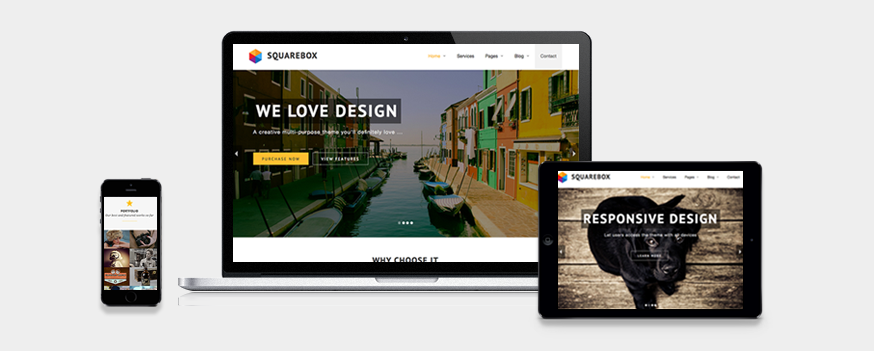 SQUAREBOX
Home Services Pages Blog Contact
WE LOVE DESIGN
A creative multi-purpose theme you'll definitely love ...
PURCHASE NOW VIEW FEATURES
WHY CHOOSE IT
PORTFOLIO
SQUAREBOX
Home Services Pages Blog Contact
RESPONSIVE DESIGN
Let users access the theme with all devices
LEARN MORE